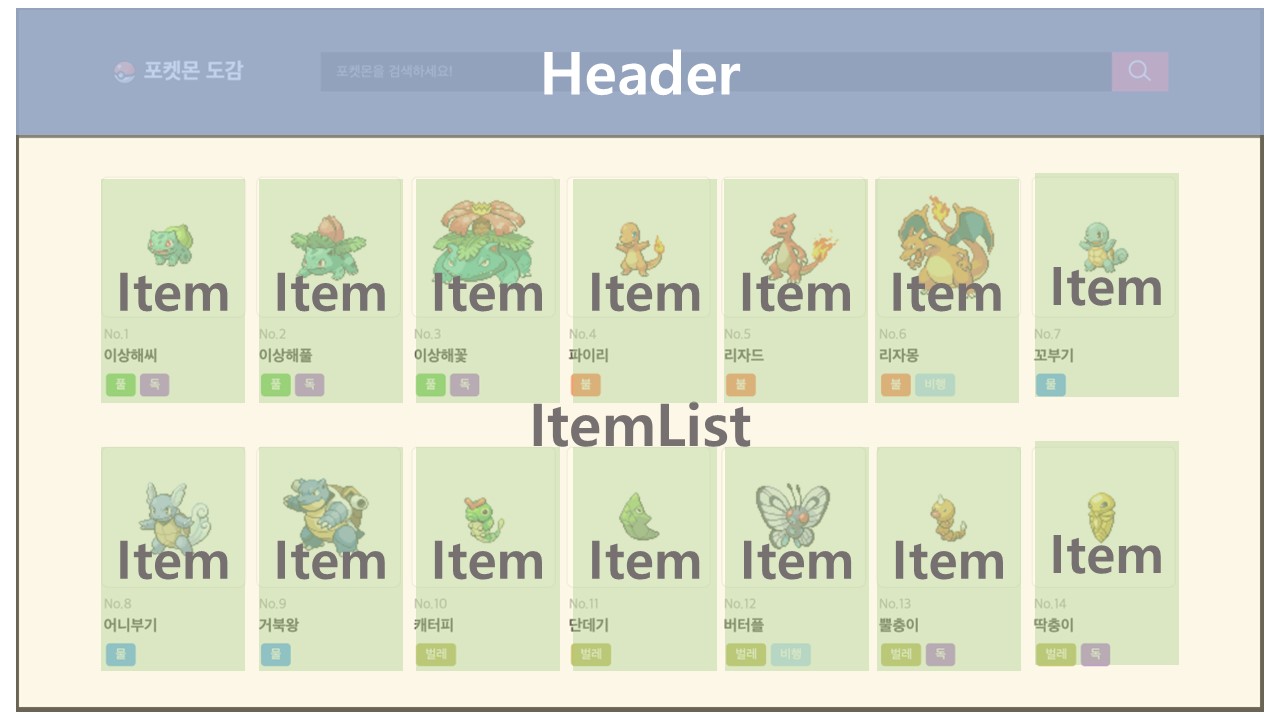 포켓몬 도감
포켓몬을 검색하세요!
Header
Item Item Item Item Item Item Item
No.1 No.2 No.3 No.4 No.5 No.6 No.7
이상해씨 이상해풀 이상해꽃 파이리 리자드 리자몽 꼬부기
풀 독 풀 독 풀 독 불 불 불 비행 물
ItemList
Item Item Item Item Item Item Item
No.8 No.9 No.10 No.11 No.12 No.13 No.14
어니부기 거북왕 캐터피 단데기 버터플 뿔충이 딱충이
물 물 벌레 벌레 벌레 비행 벌레 독 벌레 독